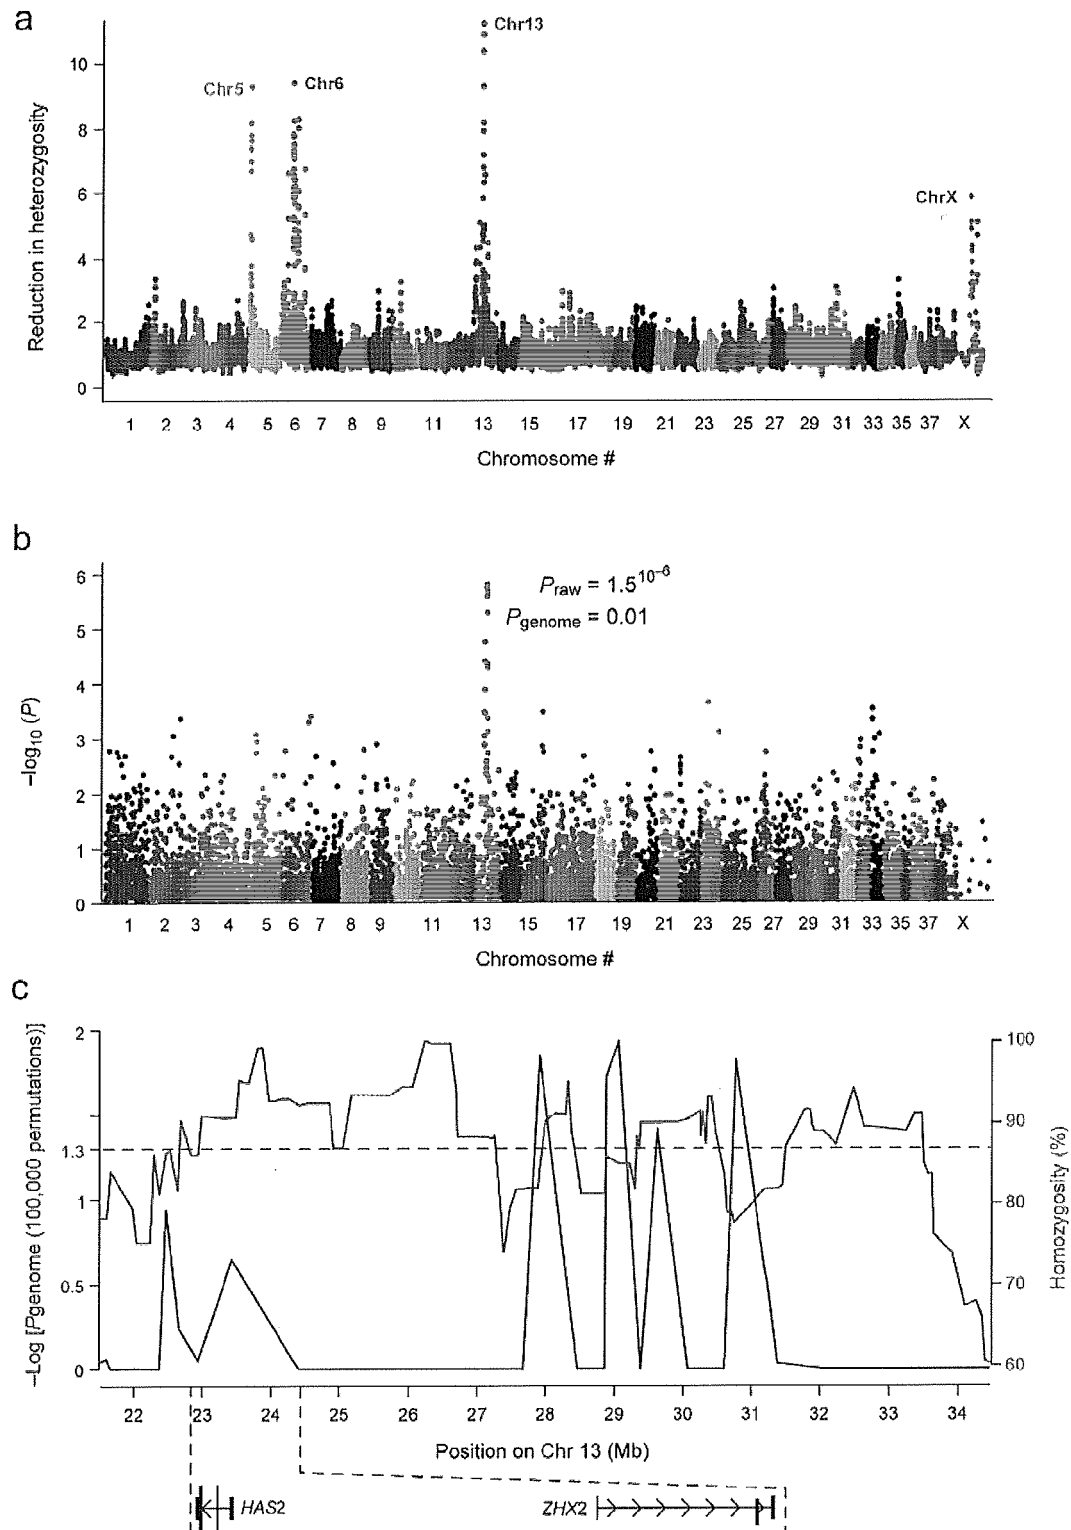 a
Chr13
Chr5
Chr6
ChrX
Reduction in heterozygosity
10
8
6
4
2
0
1 2 3 4 5 6 7 8 9 11 13 15 17 19 21 23 25 27 29 31 33 35 37 X
Chromosome #
b
P raw = 1.5 10–6
P genome = 0.01
–log10 (P)
6
5
4
3
2
1
0
1 2 3 4 5 6 7 8 9 11 13 15 17 19 21 23 25 27 29 31 33 35 37 X
Chromosome #
c
–Log [Pgenome (100,000 permutations)]
2
1.3
1
0.5
0
100
90
80
70
60
Homozygosity (%)
22 23 24 25 26 27 28 29 30 31 32 33 34
Position on Chr 13 (Mb)
HAS2
ZHX2